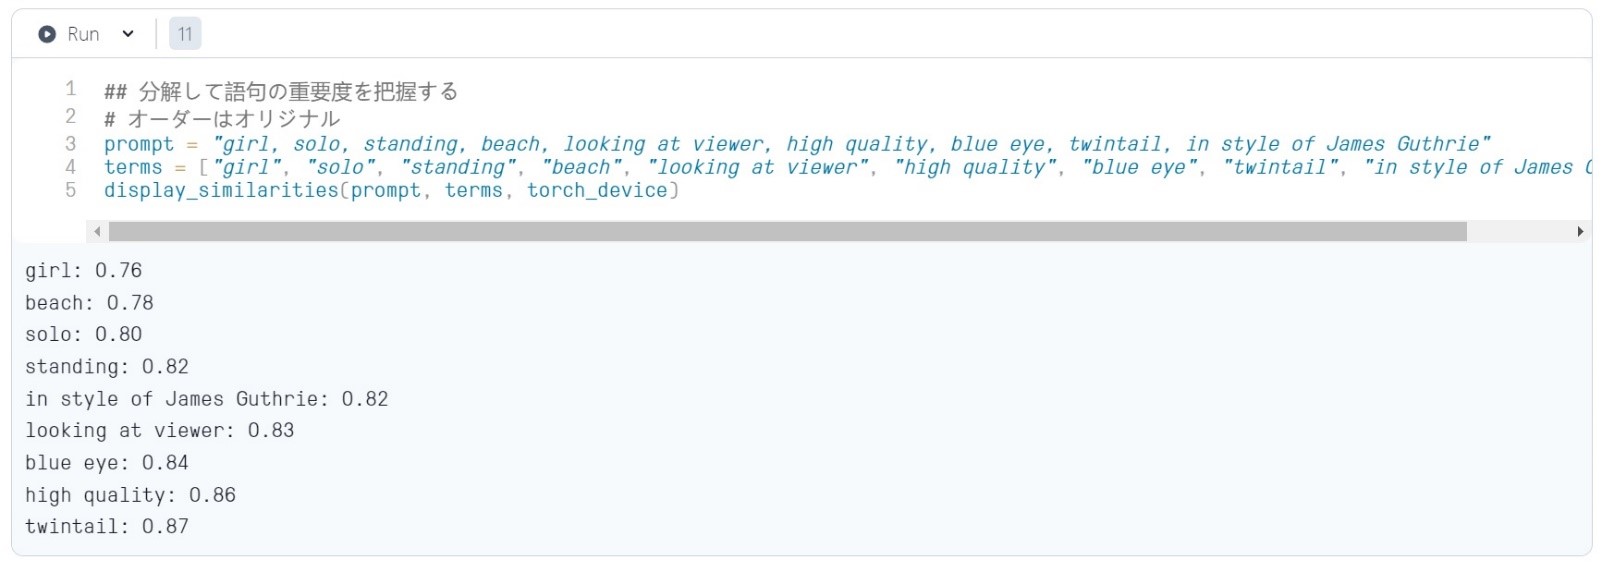 Run 11
1 ## 分解して語句の重要度を把握する
2 # オーダーはオリジナル
3 prompt = "girl, solo, standing, beach, looking at viewer, high quality, blue eye, twintail, in style of James Guthrie"
4 terms = ["girl", "solo", "standing", "beach", "looking at viewer", "high quality", "blue eye", "twintail", "in style of James
5 display_similarities(prompt, terms, torch_device)
girl: 0.76
beach: 0.78
solo: 0.80
standing: 0.82
in style of James Guthrie: 0.82
looking at viewer: 0.83
blue eye: 0.84
high quality: 0.86
twintail: 0.87